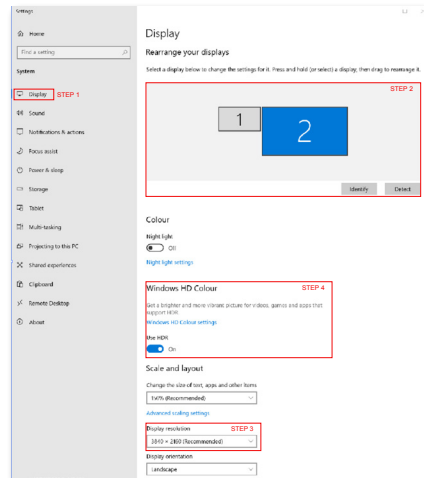 Settings
Home
Find a setting
System
Display STEP 1
Sound
Notifications & actions
Focus assist
Power & sleep
Storage
Tablet
Multi-tasking
Projecting to this PC
Shared experiences
Clipboard
Remote Desktop
About
Display
Rearrange your displays
Select a display below to change the settings for it. Press and hold (or select) a display, then drag to rearrange it.
STEP 2
1 2
Identify Detect
Colour
Night light
Off
Night light settings
Windows HD Colour STEP 4
Get a brighter and more vibrant picture for videos, games and apps that
support HDR.
Windows HD Colour settings
Use HDR
On
Scale and layout
Change the size of text, apps and other items
150% (Recommended)
Advanced scaling settings
Display resolution STEP 3
3840 × 2160 (Recommended)
Display orientation
Landscape